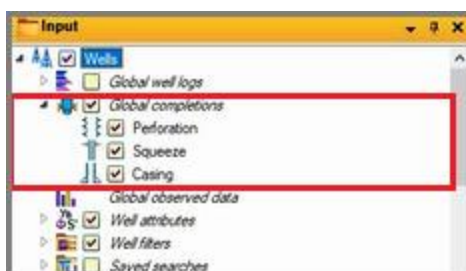 Input
Wells
Global well logs
Global completions
Perforation
Squeeze
Casing
Global observed data
Well attributes
Well filters
Saved searches